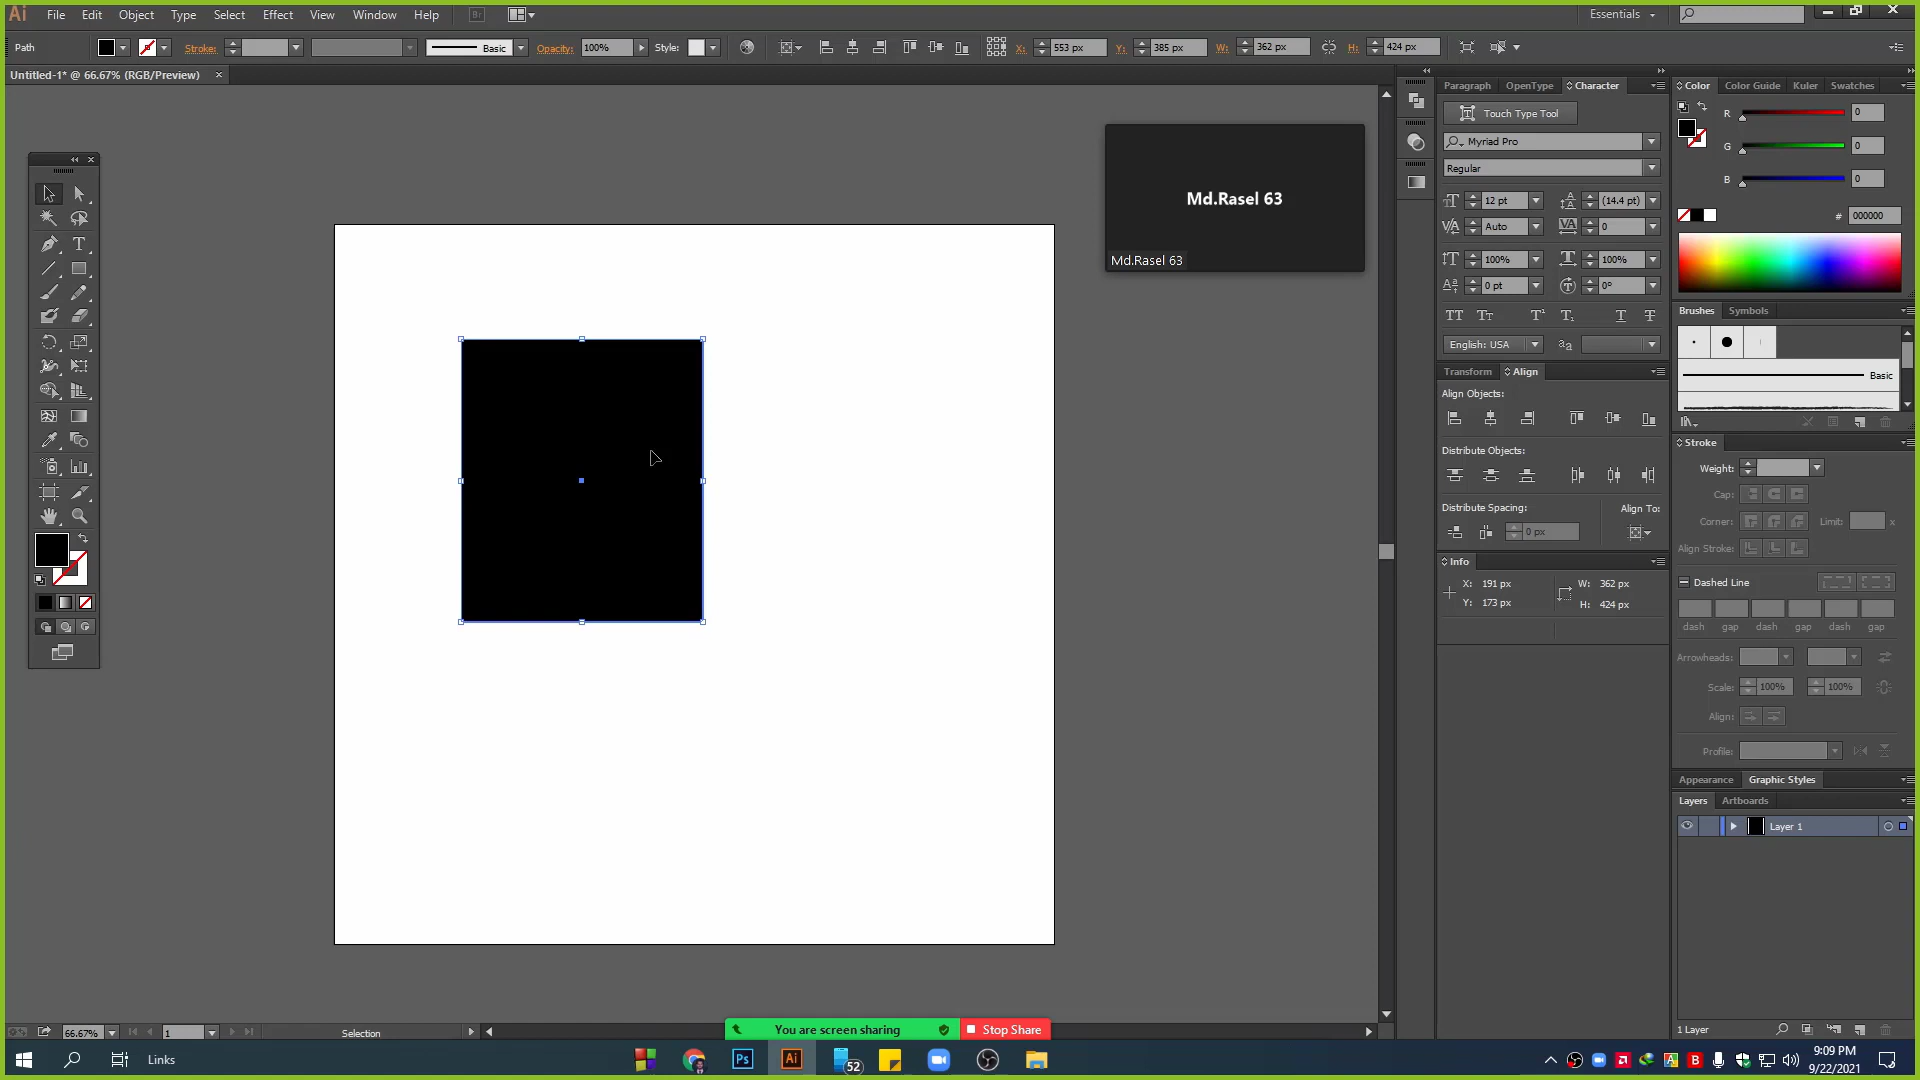 Ai File Edit Object Type Select Effect View Window Help Br Essentials
Path Stroke: Basic Opacity: 100% Style: X: 553 px Y: 385 px W: 362 px H: 424 px
Untitled-1* @ 66.67% (RGB/Preview) ×
Paragraph OpenType Character
Touch Type Tool
Myriad Pro
Regular
12 pt (14.4 pt)
Auto 0
100% 100%
0 pt 0°
English: USA
Transform Align
Align Objects:
Distribute Objects:
Distribute Spacing: Align To:
0 px
Info
X: 191 px W: 362 px
Y: 173 px H: 424 px
Color Color Guide Kuler Swatches
R 0
G 0
B 0
# 000000
Brushes Symbols
Basic
Stroke
Weight:
Cap:
Corner: Limit: x
Align Stroke:
Dashed Line
dash gap dash gap dash gap
Arrowheads:
Scale: 100% 100%
Align:
Profile:
Appearance Graphic Styles
Layers Artboards
Layer 1
1 Layer
Md.Rasel 63
Md.Rasel 63
66.67% 1 Selection
You are screen sharing Stop Share
Links Ps Ai 52
9:09 PM
9/22/2021